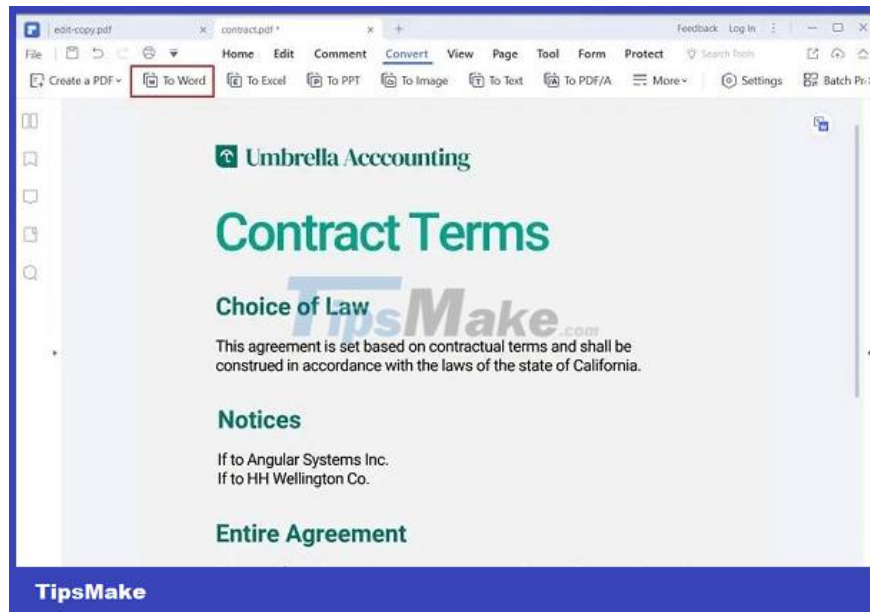 edit-copy.pdf
contract.pdf *
Feedback Log In
File Home Edit Comment Convert View Page Tool Form Protect Search Tools
Create a PDF To Word To Excel To PPT To Image To Text To PDF/A More Settings Batch
Umbrella Acccounting
Contract Terms
Choice of Law
TipsMake.com
This agreement is set based on contractual terms and shall be
construed in accordance with the laws of the state of California.
Notices
If to Angular Systems Inc.
If to HH Wellington Co.
Entire Agreement
TipsMake